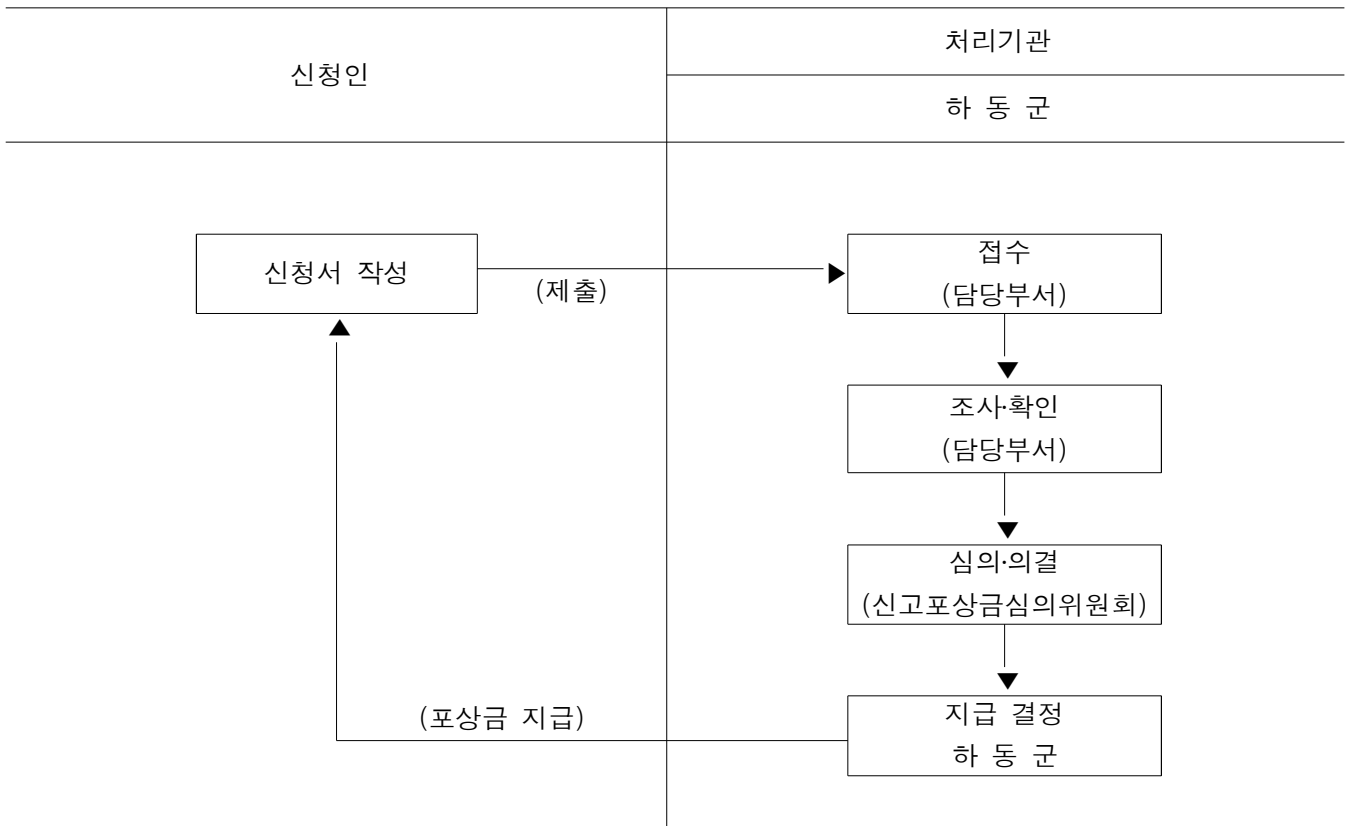 신청인
처리기관
하 동 군
신청서 작성
(제출)
접수
(담당부서)
조사·확인
(담당부서)
심의·의결
(신고포상금심의위원회)
(포상금 지급)
지급 결정
하 동 군